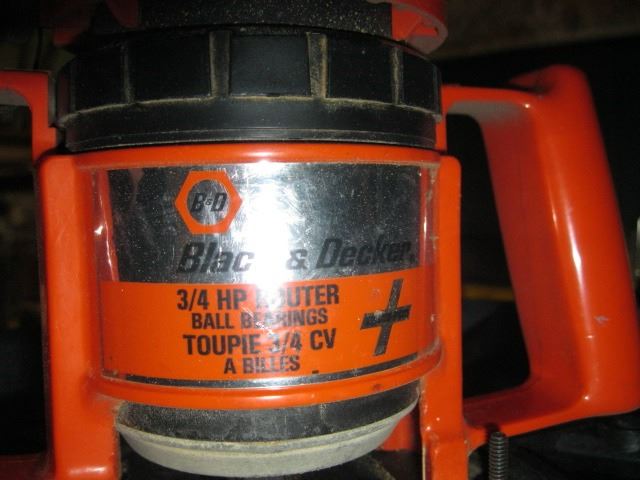 B&D
Black & Decker
3/4 HP ROUTER
BALL BEARINGS
TOUPIE 3/4 CV
A BILLES